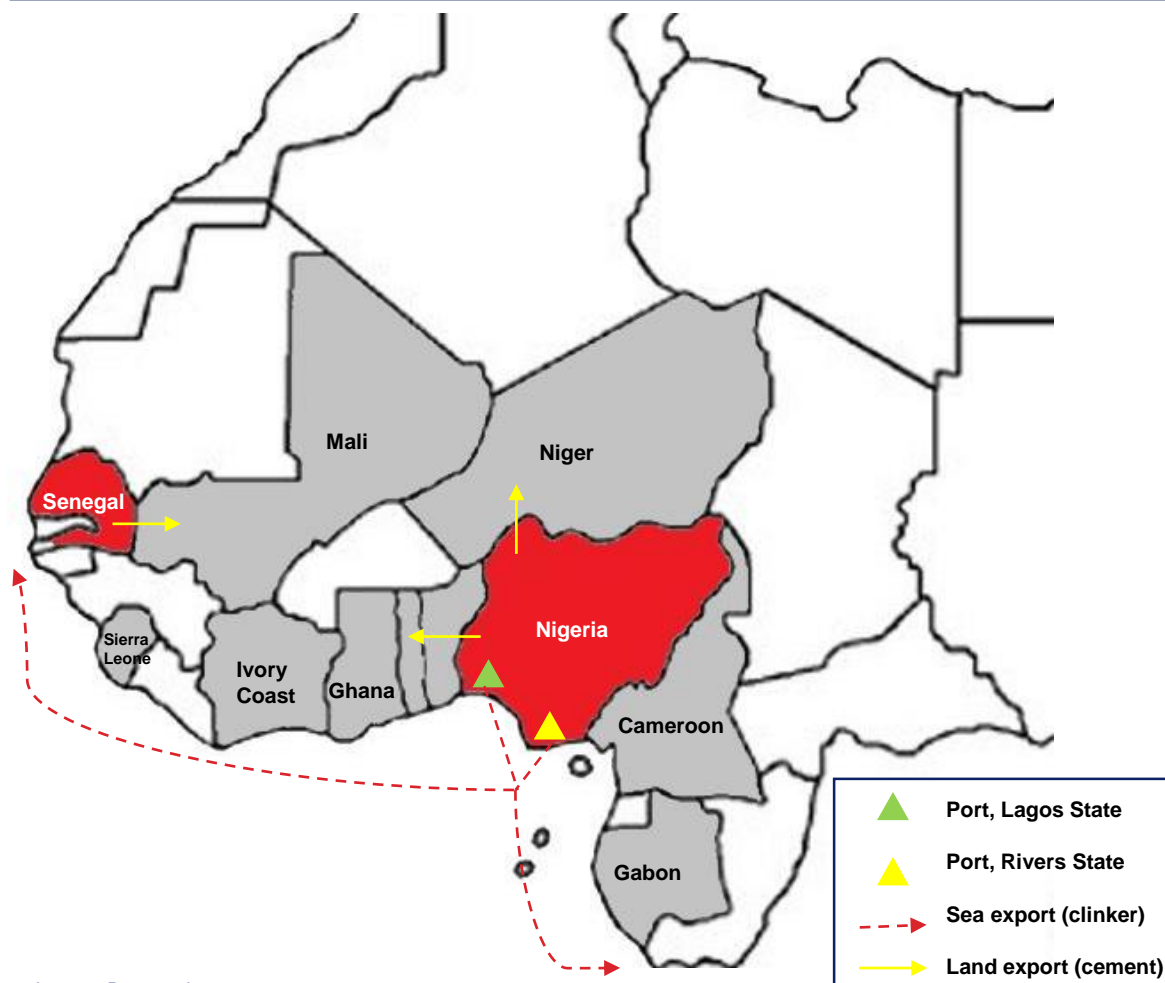 Mali
Niger
Senegal
Nigeria
Sierra
Leone
Ivory
Coast
Ghana
Cameroon
Gabon
Port, Lagos State
Port, Rivers State
Sea export (clinker)
Land export (cement)